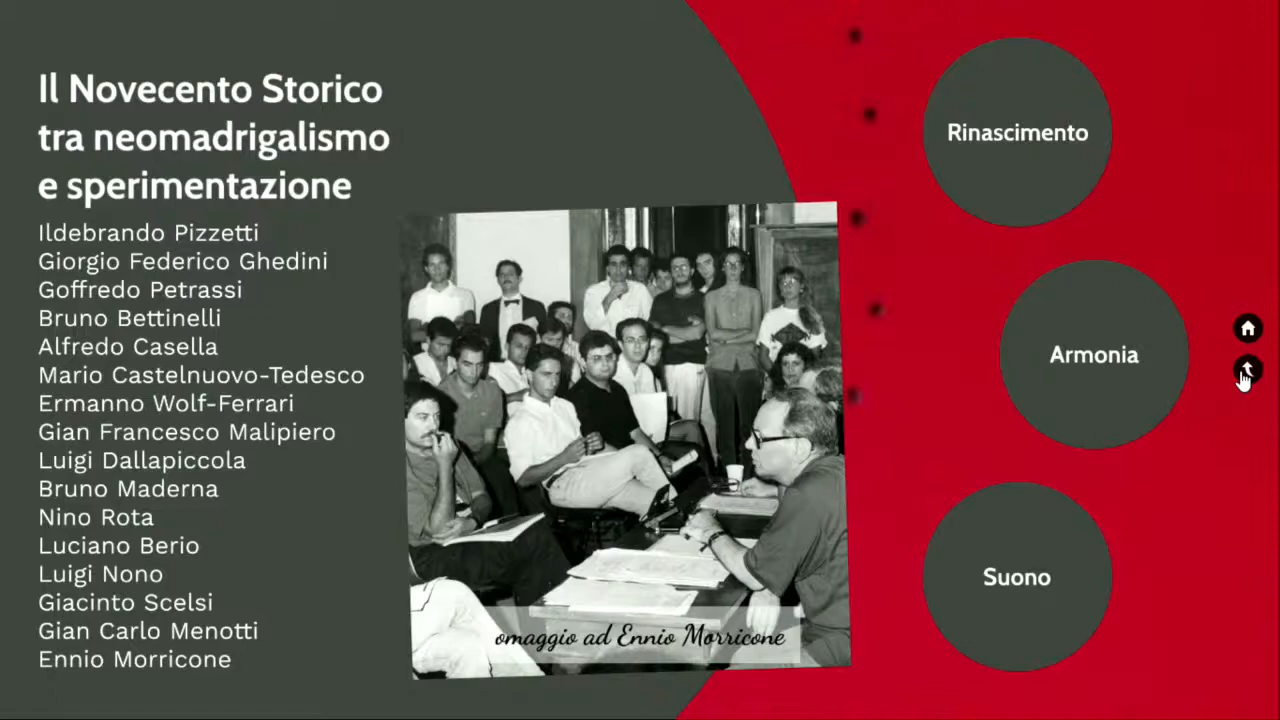 Il Novecento Storico
tra neomadrigalismo
e sperimentazione
Ildebrando Pizzetti
Giorgio Federico Ghedini
Goffredo Petrassi
Bruno Bettinelli
Alfredo Casella
Mario Castelnuovo-Tedesco
Ermanno Wolf-Ferrari
Gian Francesco Malipiero
Luigi Dallapiccola
Bruno Maderna
Nino Rota
Luciano Berio
Luigi Nono
Giacinto Scelsi
Gian Carlo Menotti
Ennio Morricone
omaggio ad Ennio Morricone
Rinascimento
Armonia
Suono